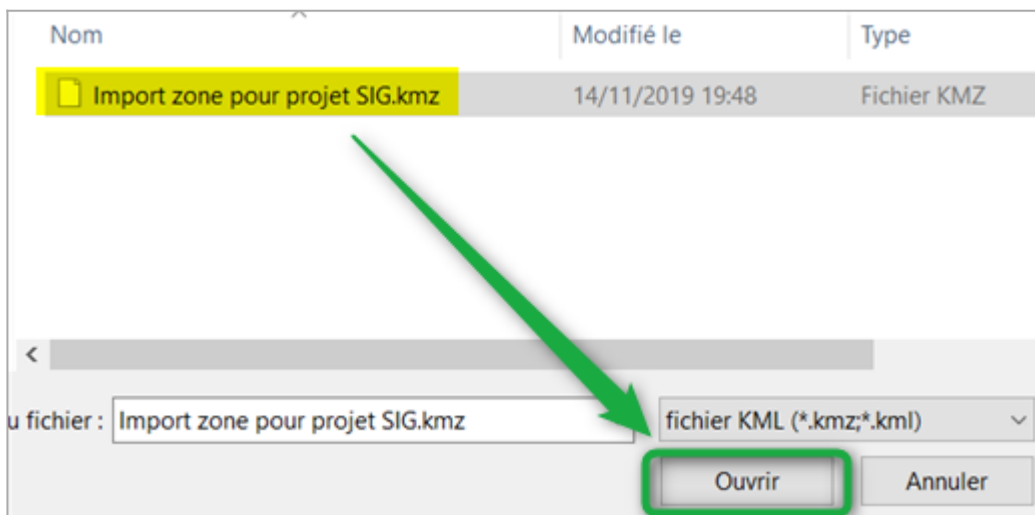 Nom Modifié le Type
Import zone pour projet SIG.kmz 14/11/2019 19:48 Fichier KMZ
u fichier : Import zone pour projet SIG.kmz fichier KML (*.kmz;*.kml)
Ouvrir Annuler